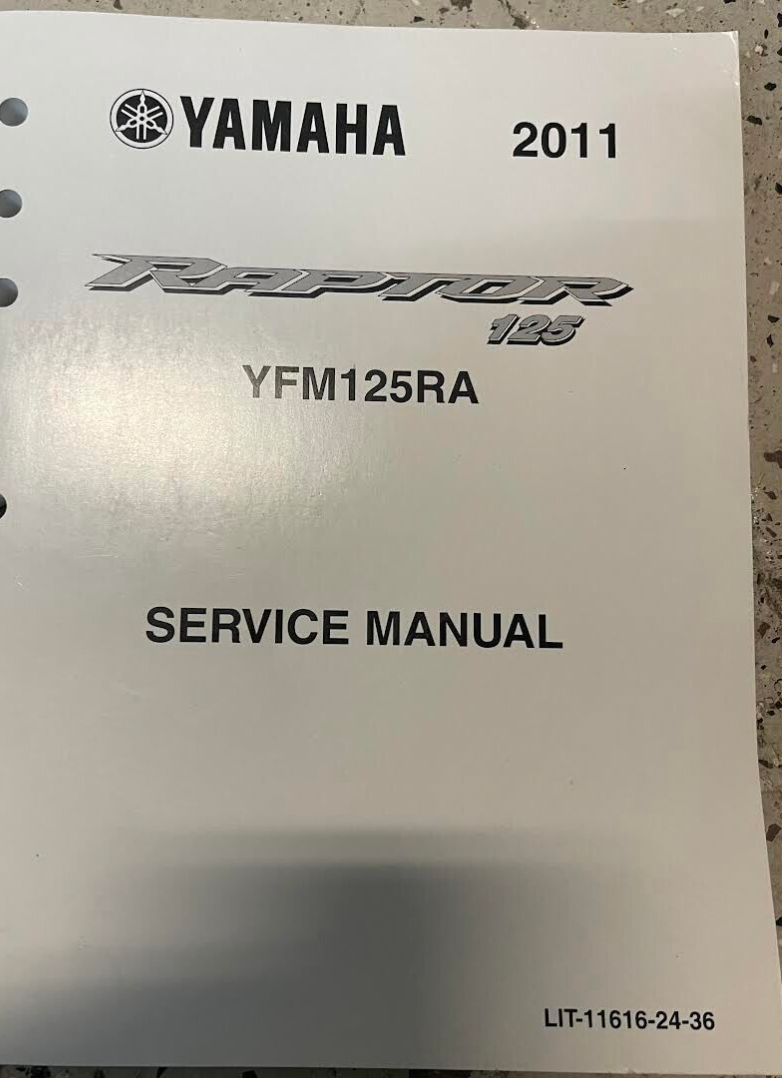 YAMAHA 2011
RAPTOR
125
YFM125RA
SERVICE MANUAL
LIT-11616-24-36